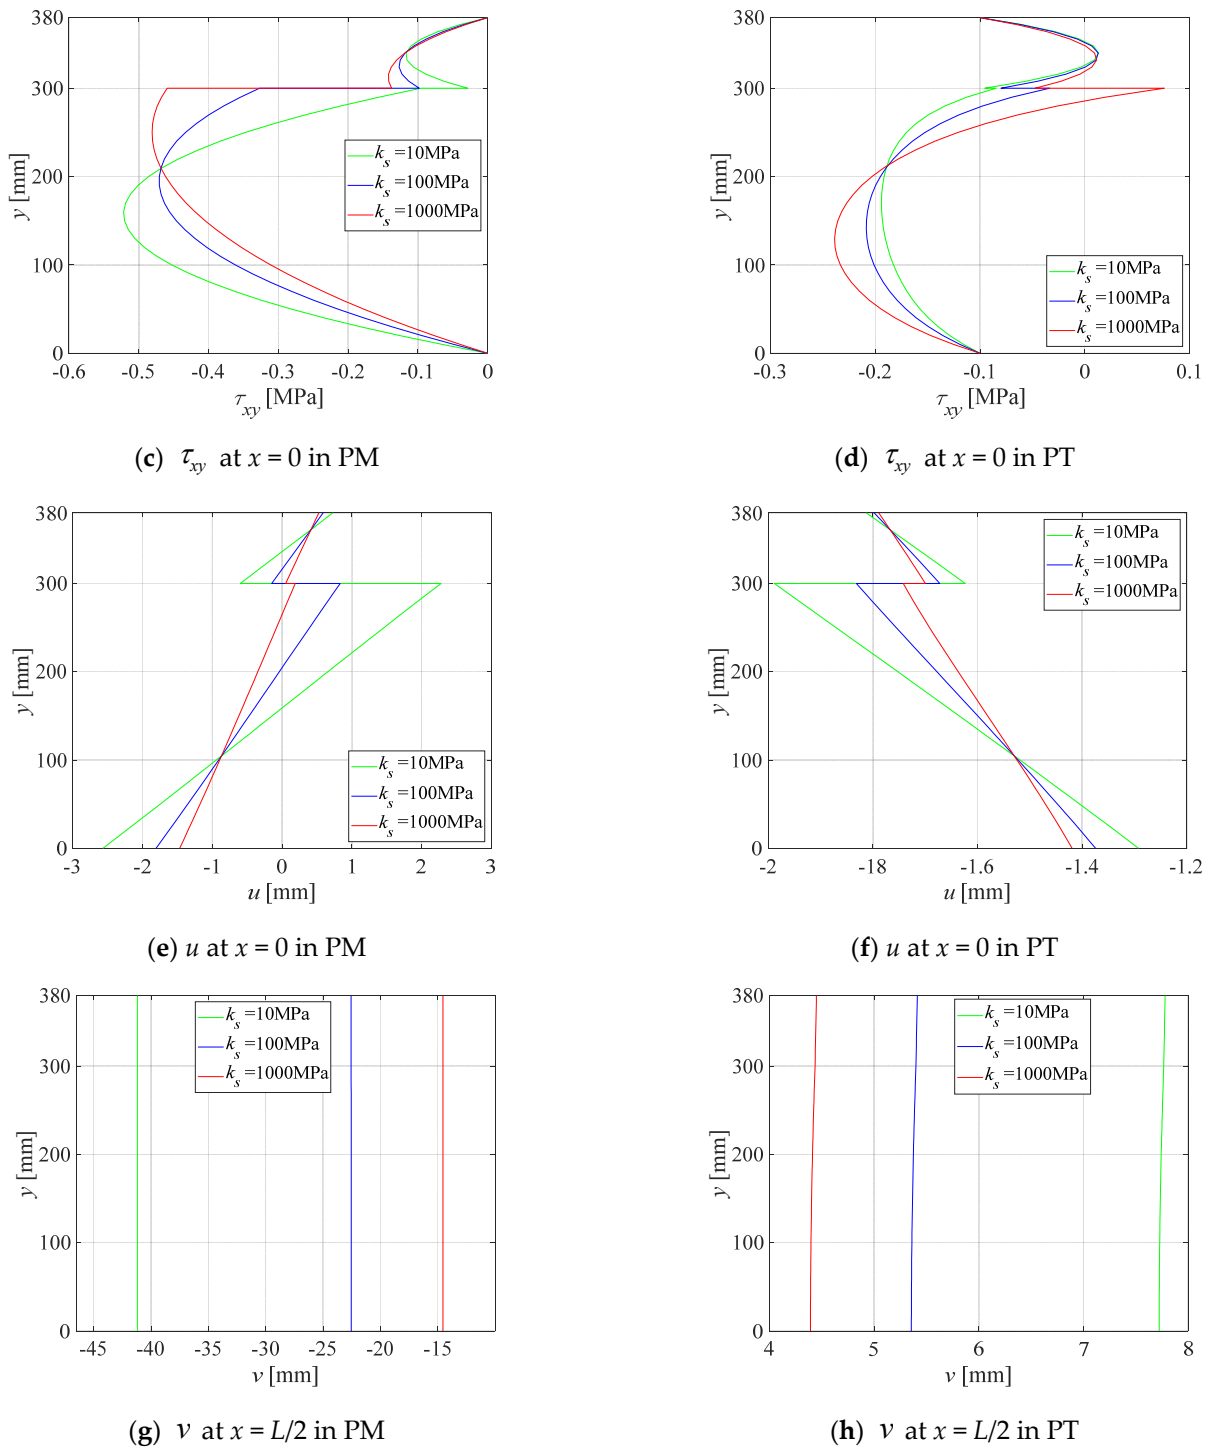 380
300
200
100
0
y [mm]
-0.6 -0.5 -0.4 -0.3 -0.2 -0.1 0
τxy [MPa]
ks =10MPa
ks =100MPa
ks =1000MPa
(c) τxy at x = 0 in PM
380
300
200
100
0
y [mm]
-0.3 -0.2 -0.1 0 0.1
τxy [MPa]
ks =10MPa
ks =100MPa
ks =1000MPa
(d) τxy at x = 0 in PT
380
300
200
100
0
y [mm]
-3 -2 -1 0 1 2 3
u [mm]
ks =10MPa
ks =100MPa
ks =1000MPa
(e) u at x = 0 in PM
380
300
200
100
0
y [mm]
-2 -18 -1.6 -1.4 -1.2
u [mm]
ks =10MPa
ks =100MPa
ks =1000MPa
(f) u at x = 0 in PT
380
300
200
100
0
y [mm]
-45 -40 -35 -30 -25 -20 -15
v [mm]
ks =10MPa
ks =100MPa
ks =1000MPa
(g) v at x = L/2 in PM
380
300
200
100
0
y [mm]
4 5 6 7 8
v [mm]
ks =10MPa
ks =100MPa
ks =1000MPa
(h) v at x = L/2 in PT